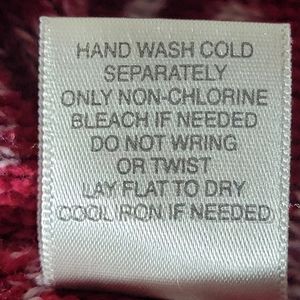 HAND WASH COLD
SEPARATELY
ONLY NON-CHLORINE
BLEACH IF NEEDED
DO NOT WRING
OR TWIST
LAY FLAT TO DRY
COOL IRON IF NEEDED